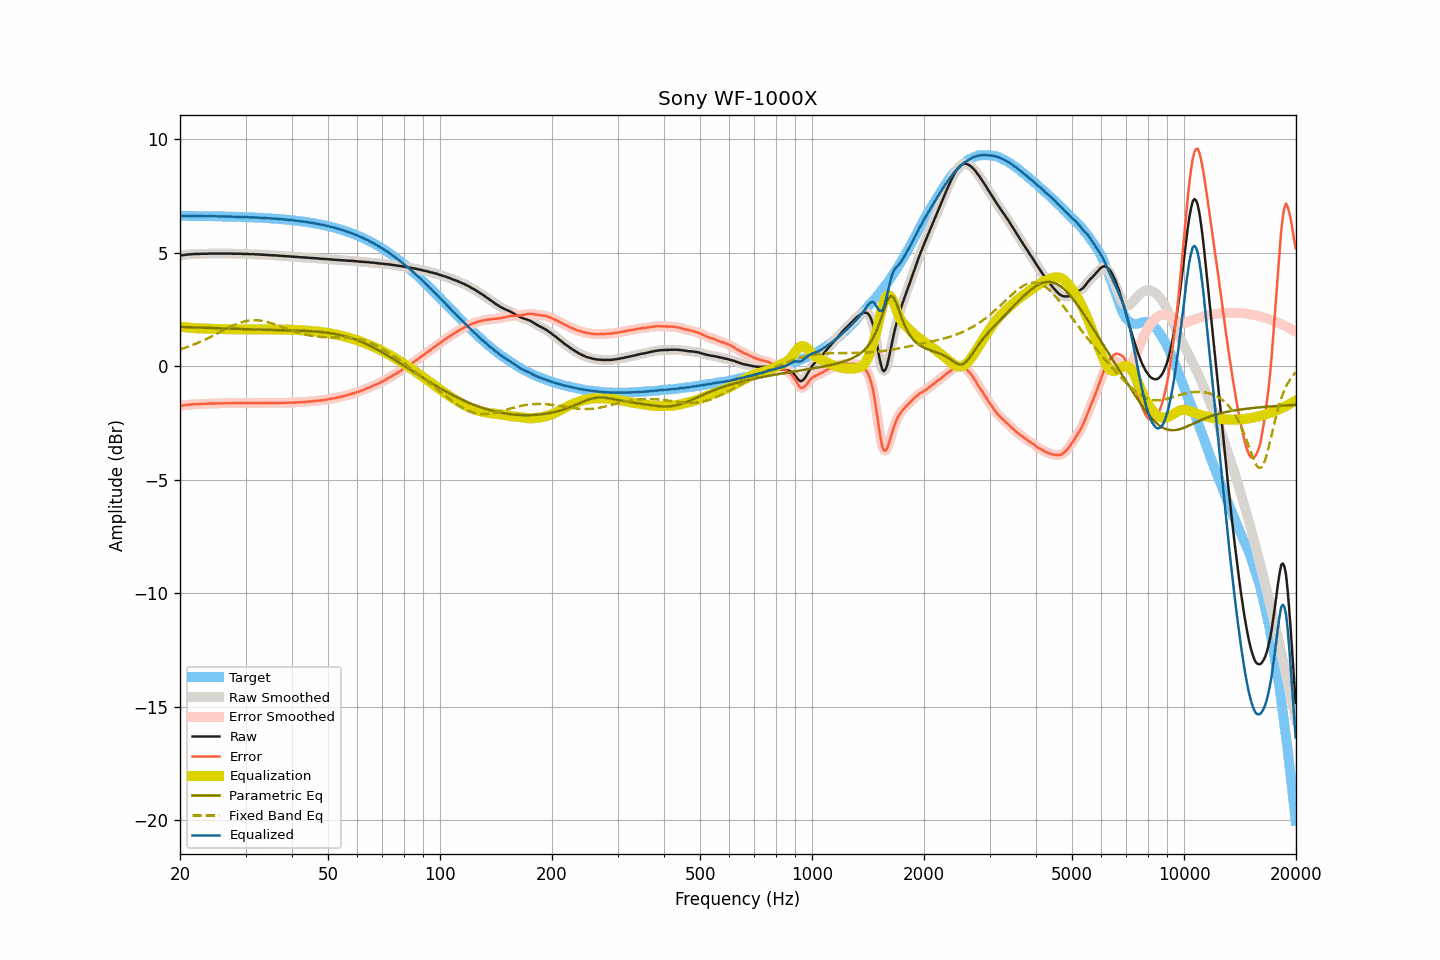 Sony WF-1000X
10
5
0
−5
−10
−15
−20
Amplitude (dBr)
Target
Raw Smoothed
Error Smoothed
Raw
Error
Equalization
Parametric Eq
Fixed Band Eq
Equalized
20 50 100 200 500 1000 2000 5000 10000 20000
Frequency (Hz)